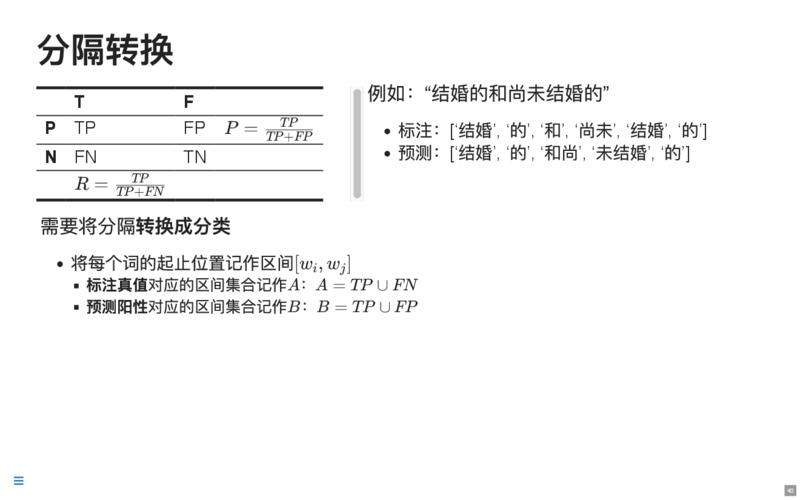 分隔转换
T F
P TP FP P = TP/(TP+FP)
N FN TN
R = TP/(TP+FN)
例如：“结婚的和尚未结婚的”
• 标注：['结婚', '的', '和', '尚未', '结婚', '的']
• 预测：['结婚', '的', '和尚', '未结婚', '的']
需要将分隔转换成分类
• 将每个词的起止位置记作区间[w_i, w_j]
▪ 标注真值对应的区间集合记作A：A = TP ∪ FN
▪ 预测阳性对应的区间集合记作B：B = TP ∪ FP